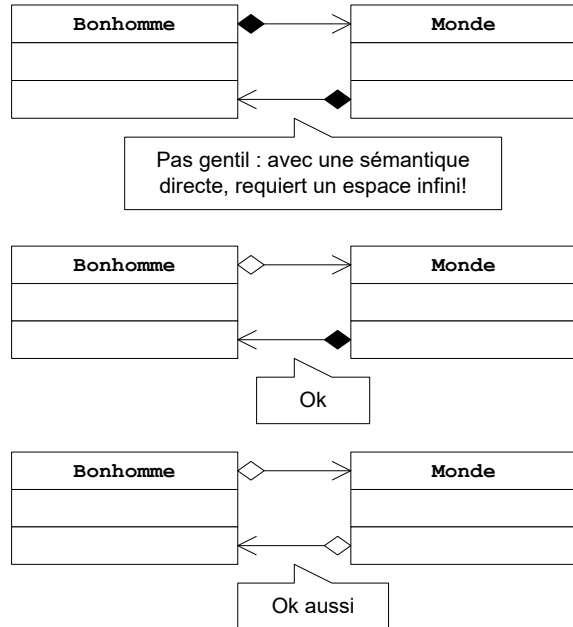 Bonhomme
Monde
Pas gentil : avec une sémantique
directe, requiert un espace infini!
Bonhomme
Monde
Ok
Bonhomme
Monde
Ok aussi